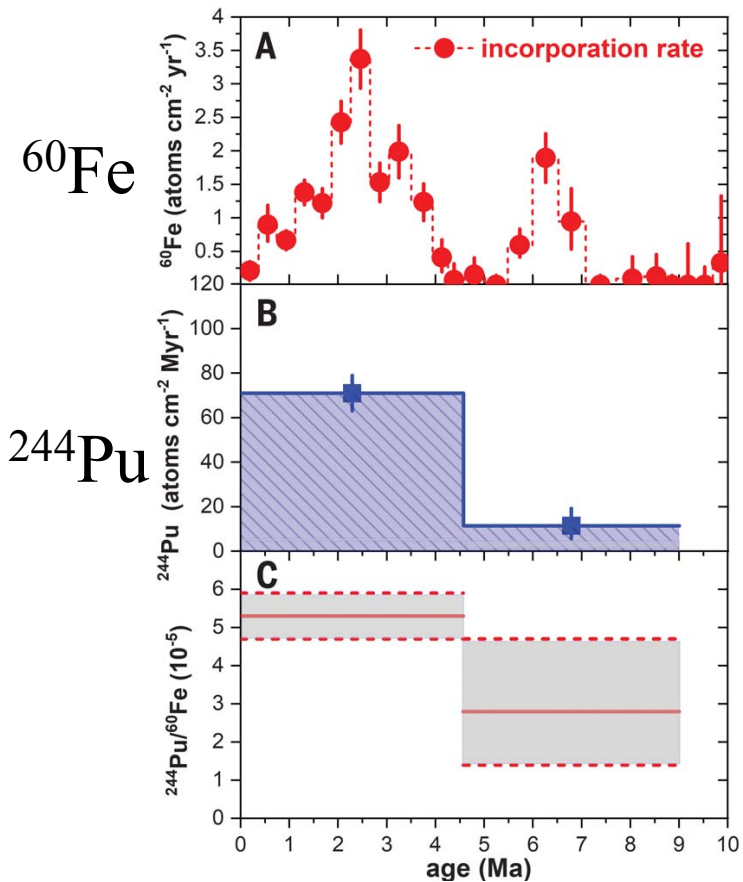 ⁶⁰Fe
⁶⁰Fe (atoms cm⁻² yr⁻¹)
A
incorporation rate
4
3.5
3
2.5
2
1.5
1
0.5
²⁴⁴Pu
²⁴⁴Pu (atoms cm⁻² Myr⁻¹)
B
120
100
80
60
40
20
0
²⁴⁴Pu/⁶⁰Fe (10⁻⁵)
C
6
5
4
3
2
1
0
0 1 2 3 4 5 6 7 8 9 10
age (Ma)